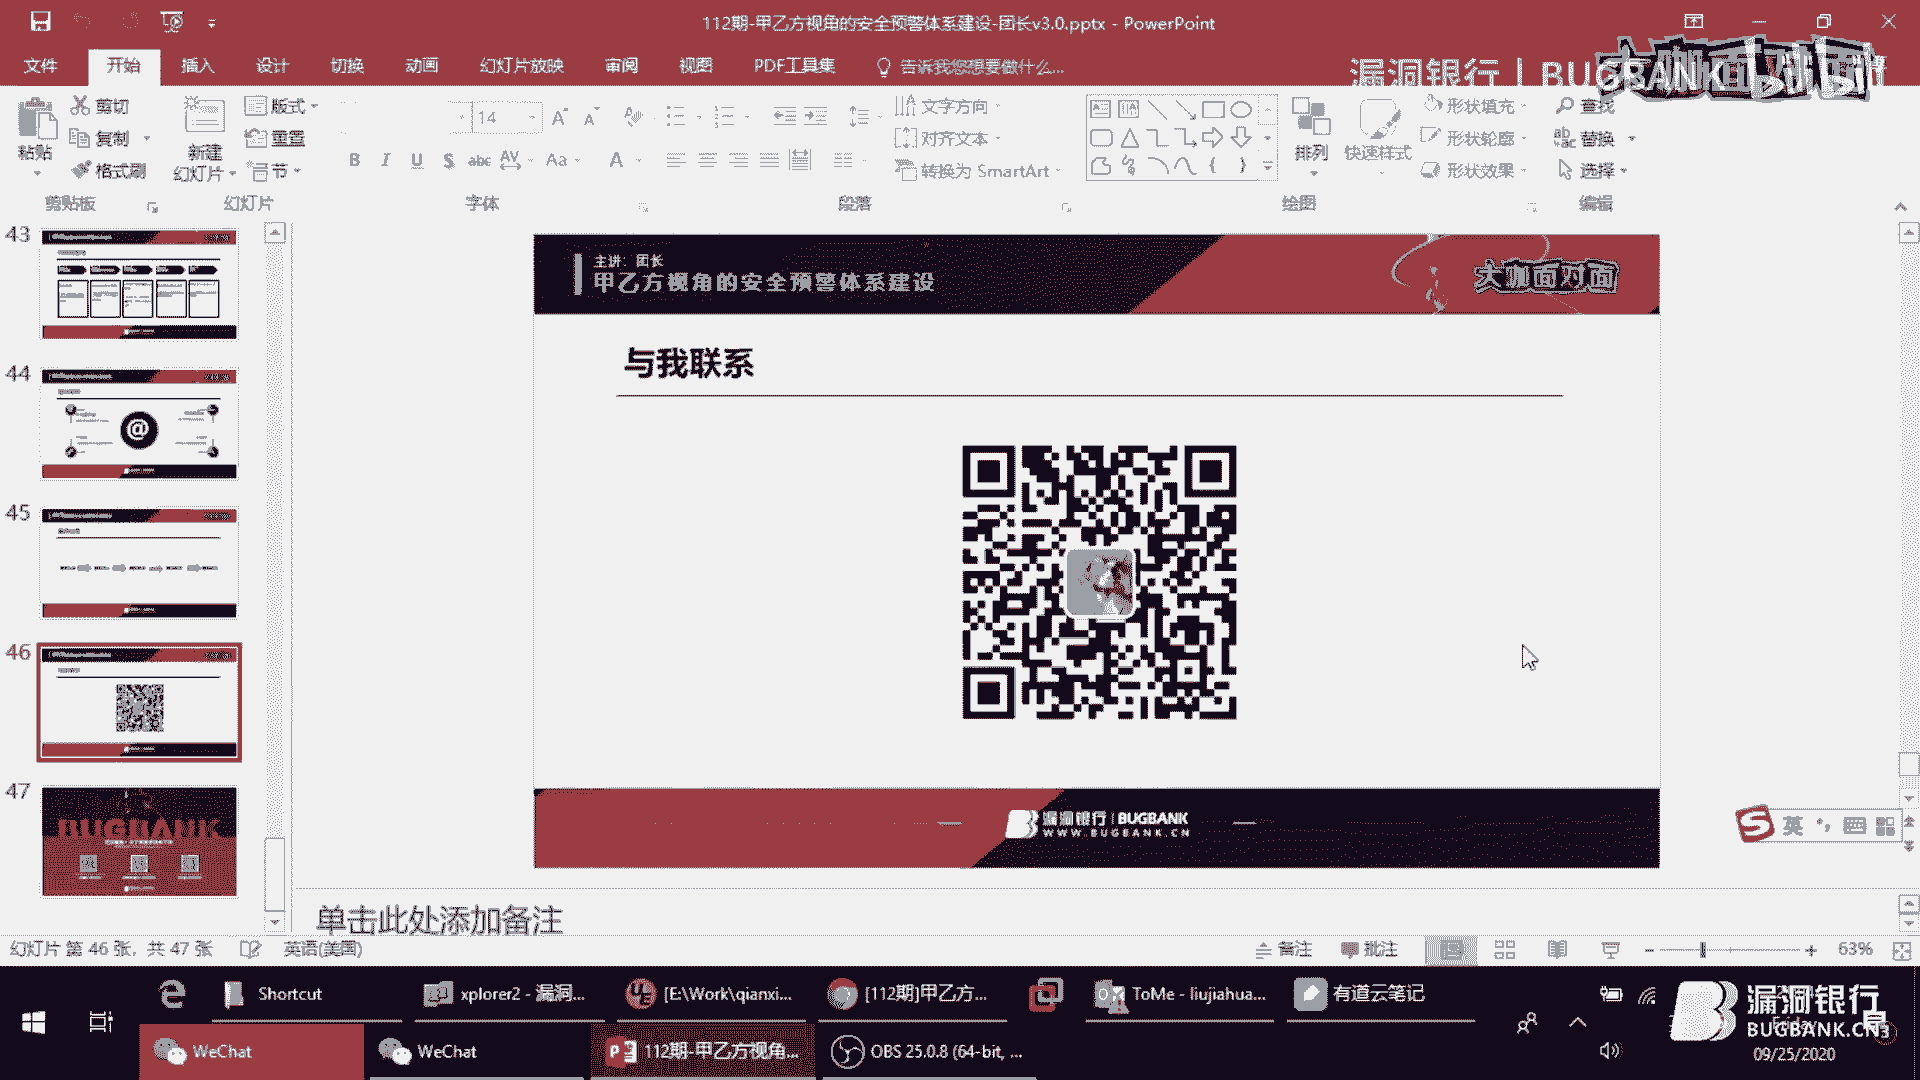 112期-甲乙方视角的安全预警体系建设-团长v3.0.pptx - PowerPoint
文件 开始 插入 设计 切换 动画 幻灯片放映 审阅 视图 PDF工具集 告诉我您想要做什么...
漏洞银行 | BUGBANK
粘贴 剪切 复制 格式刷
新建幻灯片 版式 重置 节
14
B I U S abc AV Aa A
文字方向 对齐文本 转换为 SmartArt
排列 快速样式 形状填充 形状轮廓 形状效果
查找 替换 选择
剪贴板 幻灯片 字体 段落 绘图 编辑
43
44
@
45
46
47
BUGBANK
主讲：团长
甲乙方视角的安全预警体系建设
大咖面对面
与我联系
漏洞银行 | BUGBANK
WWW.BUGBANK.CN
英
单击此处添加备注
幻灯片 第 46 张，共 47 张 英语(美国) 备注 批注 63%
Shortcut xplorer2 - 漏洞... [E:\Work\qianxi... [112期]甲乙方... ToMe - liujiahua... 有道云笔记
WeChat WeChat 112期-甲乙方视角... OBS 25.0.8 (64-bit, ...
漏洞银行
BUGBANK.CN
09/25/2020